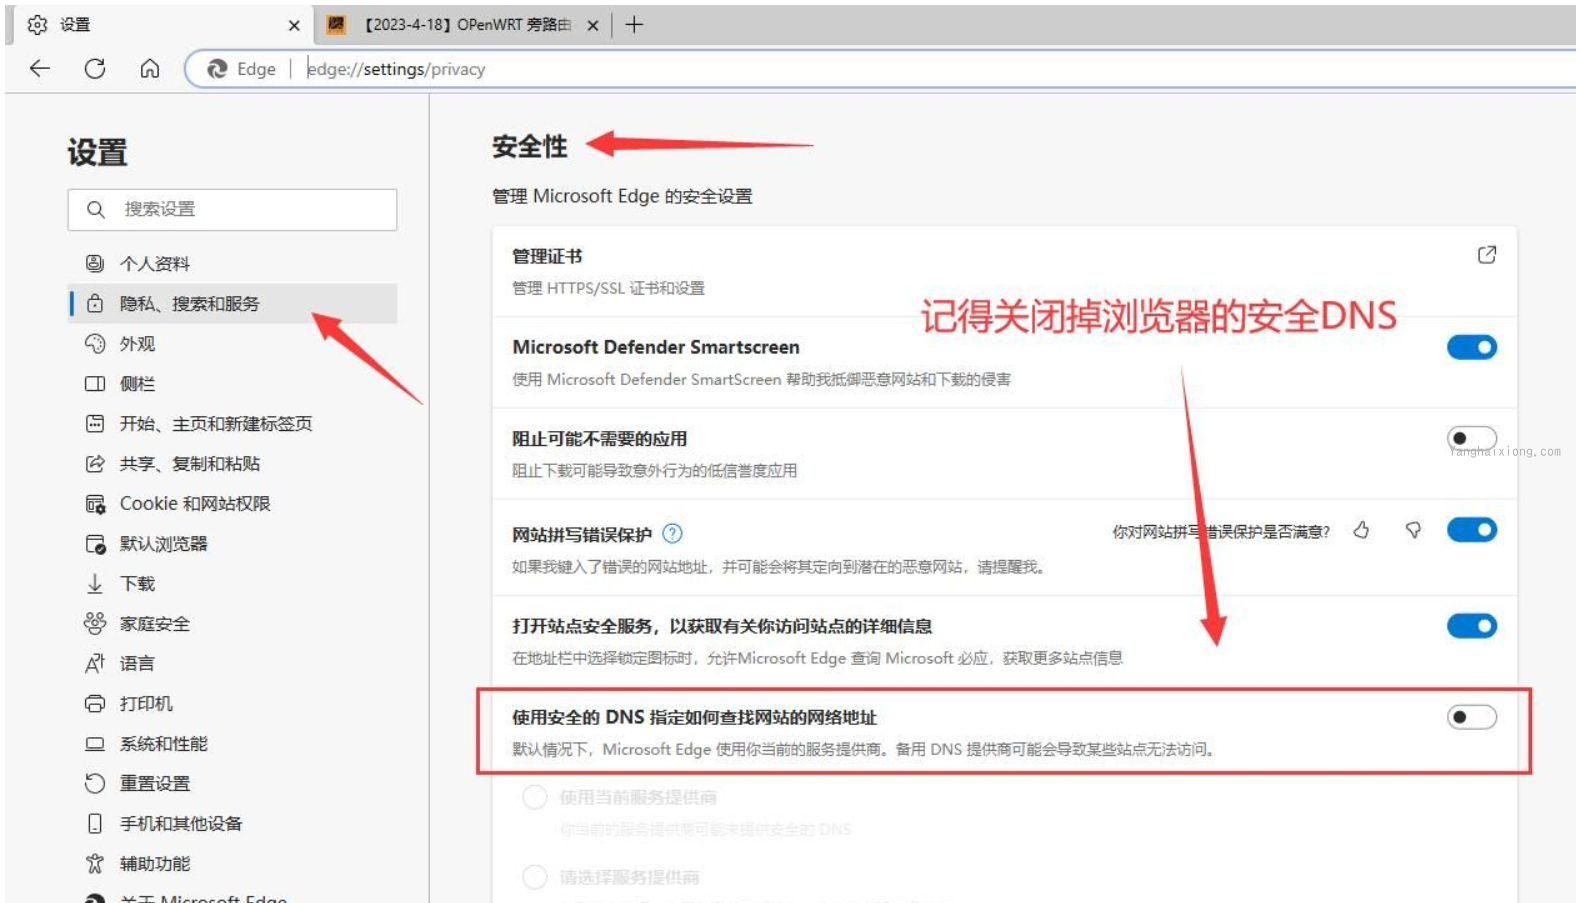 设置
【2023-4-18】OPenWRT 旁路由
Edge
edge://settings/privacy
设置
搜索设置
个人资料
隐私、搜索和服务
外观
侧栏
开始、主页和新建标签页
共享、复制和粘贴
Cookie 和网站权限
默认浏览器
下载
家庭安全
语言
打印机
系统和性能
重置设置
手机和其他设备
辅助功能
关于 Microsoft Edge
安全性
管理 Microsoft Edge 的安全设置
管理证书
管理 HTTPS/SSL 证书和设置
记得关闭掉浏览器的安全DNS
Microsoft Defender Smartscreen
使用 Microsoft Defender SmartScreen 帮助我抵御恶意网站和下载的侵害
阻止可能不需要的应用
Yanghaixiong.com
阻止下载可能导致意外行为的低信誉度应用
网站拼写错误保护
你对网站拼写错误保护是否满意?
如果我键入了错误的网站地址，并可能会将其定向到潜在的恶意网站，请提醒我。
打开站点安全服务，以获取有关你访问站点的详细信息
在地址栏中选择锁定图标时，允许Microsoft Edge 查询 Microsoft 必应，获取更多站点信息
使用安全的 DNS 指定如何查找网站的网络地址
默认情况下，Microsoft Edge 使用你当前的服务提供商。备用 DNS 提供商可能会导致某些站点无法访问。
使用当前服务提供商
你当前的服务提供商可能未提供安全的 DNS
请选择服务提供商